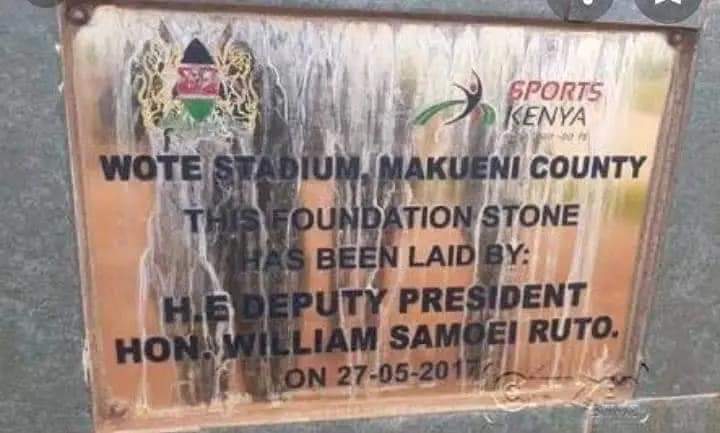 SPORTS
KENYA
WOTE STADIUM, MAKUENI COUNTY
THIS FOUNDATION STONE
HAS BEEN LAID BY:
H.E DEPUTY PRESIDENT
HON. WILLIAM SAMOEI RUTO.
ON 27-05-2017